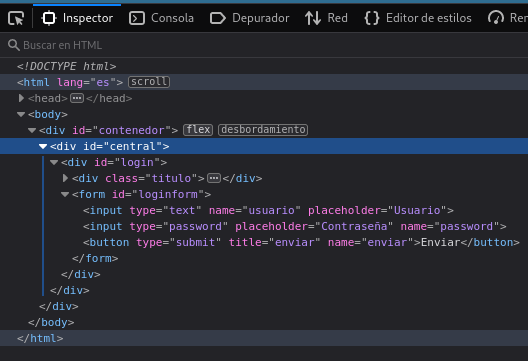 Inspector Consola Depurador Red Editor de estilos Ren
Buscar en HTML
<!DOCTYPE html>
<html lang="es"> scroll
<head>⋯</head>
<body>
<div id="contenedor"> flex desbordamiento
<div id="central">
<div id="login">
<div class="titulo">⋯</div>
<form id="loginform">
<input type="text" name="usuario" placeholder="Usuario">
<input type="password" placeholder="Contraseña" name="password">
<button type="submit" title="enviar" name="enviar">Enviar</button>
</form>
</div>
</div>
</div>
</body>
</html>